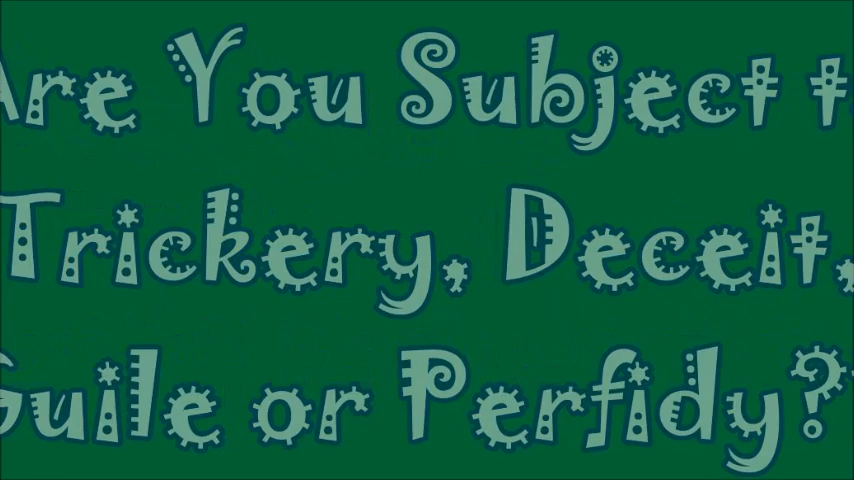 Are You Subject t
Trickery, Deceit,
Guile or Perfidy?